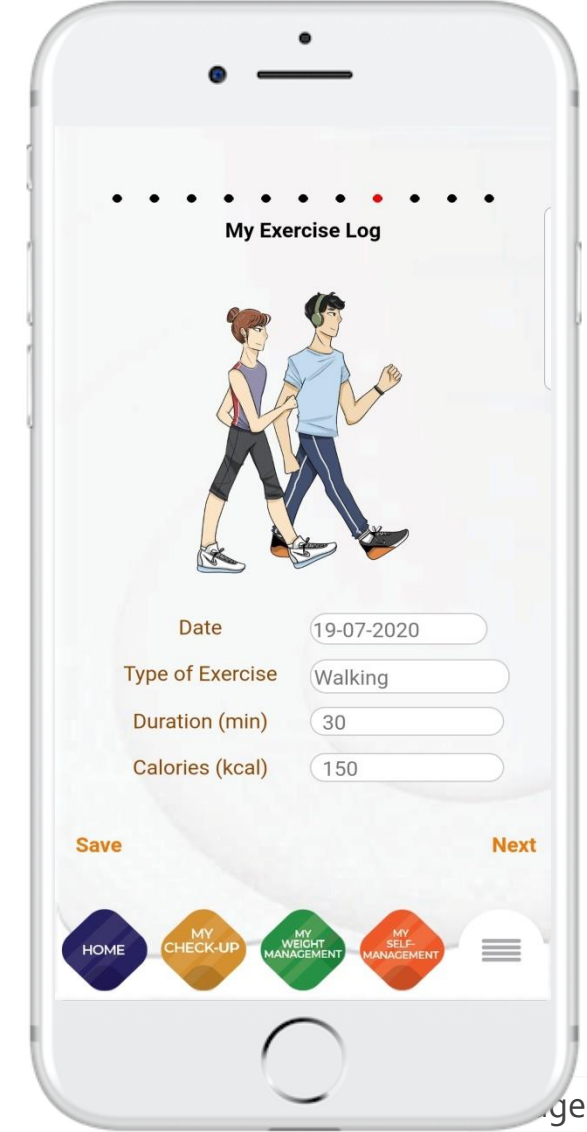 My Exercise Log
Date 19-07-2020
Type of Exercise Walking
Duration (min) 30
Calories (kcal) 150
Save Next
HOME
MY
CHECK-UP
MY
WEIGHT
MANAGEMENT
MY
SELF-
MANAGEMENT